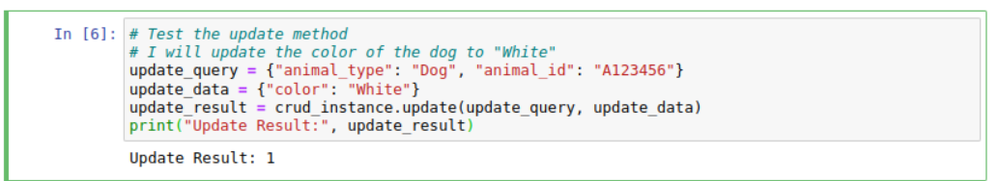 In [6]: # Test the update method
# I will update the color of the dog to "White"
update_query = {"animal_type": "Dog", "animal_id": "A123456"}
update_data = {"color": "White"}
update_result = crud_instance.update(update_query, update_data)
print("Update Result:", update_result)
Update Result: 1